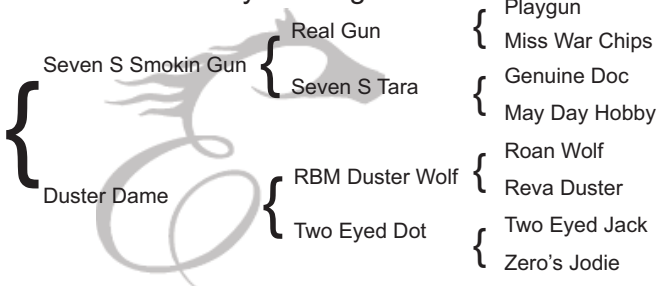 Playgun
Real Gun
Miss War Chips
Seven S Smokin Gun
Genuine Doc
Seven S Tara
May Day Hobby
Roan Wolf
RBM Duster Wolf
Reva Duster
Duster Dame
Two Eyed Jack
Two Eyed Dot
Zero’s Jodie